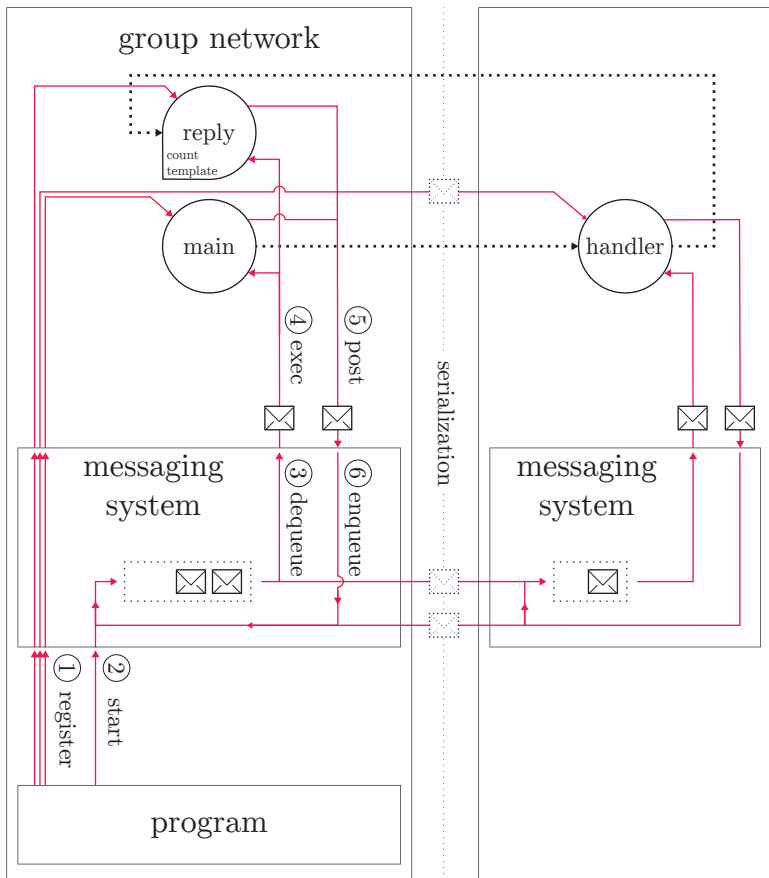 group network
reply
count
template
main
handler
④ exec
⑤ post
serialization
messaging
system
③ dequeue
⑥ enqueue
messaging
system
① register
② start
program